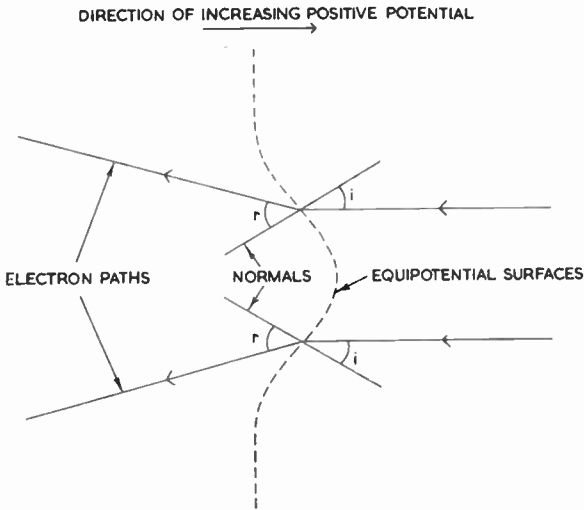 DIRECTION OF INCREASING POSITIVE POTENTIAL
i
r
ELECTRON PATHS
NORMALS
EQUIPOTENTIAL SURFACES
r
i